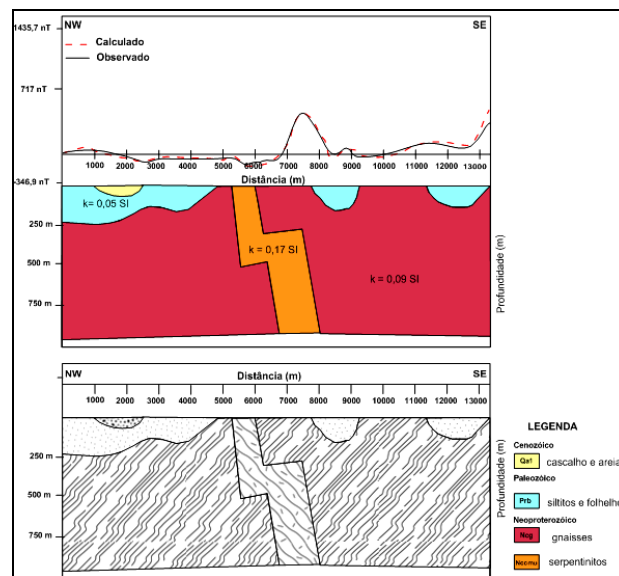 1435,7 nT
NW
SE
Calculado
Observado
717 nT
1000 2000 3000 4000 5000 6000 7000 8000 9000 10000 11000 12000 13000
-346,9 nT
Distância (m)
k = 0,05 SI
250 m
k = 0,17 SI
500 m
k = 0,09 SI
750 m
Profundidade (m)
NW
Distância (m)
SE
1000 2000 3000 4000 5000 6000 7000 8000 9000 10000 11000 12000 13000
250 m
500 m
750 m
Profundidade (m)
LEGENDA
Cenozóico
Qa1 cascalho e areia
Paleozóico
Prb siltitos e folhelho
Neoproterozóico
Nog gnaisses
serpentinitos